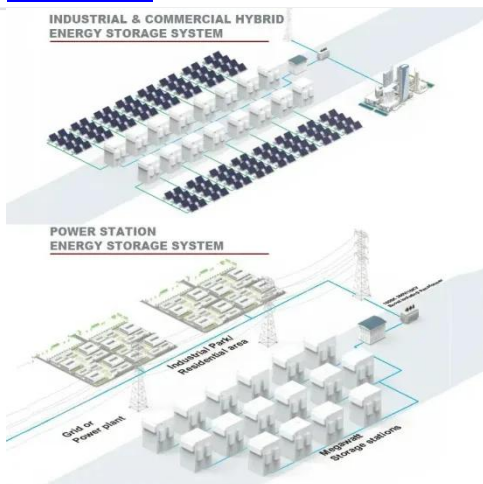 INDUSTRIAL & COMMERCIAL HYBRID
ENERGY STORAGE SYSTEM
POWER STATION
ENERGY STORAGE SYSTEM
Industrial Park/
Residential area
Grid or
Power plant
Megawatt
Storage stations